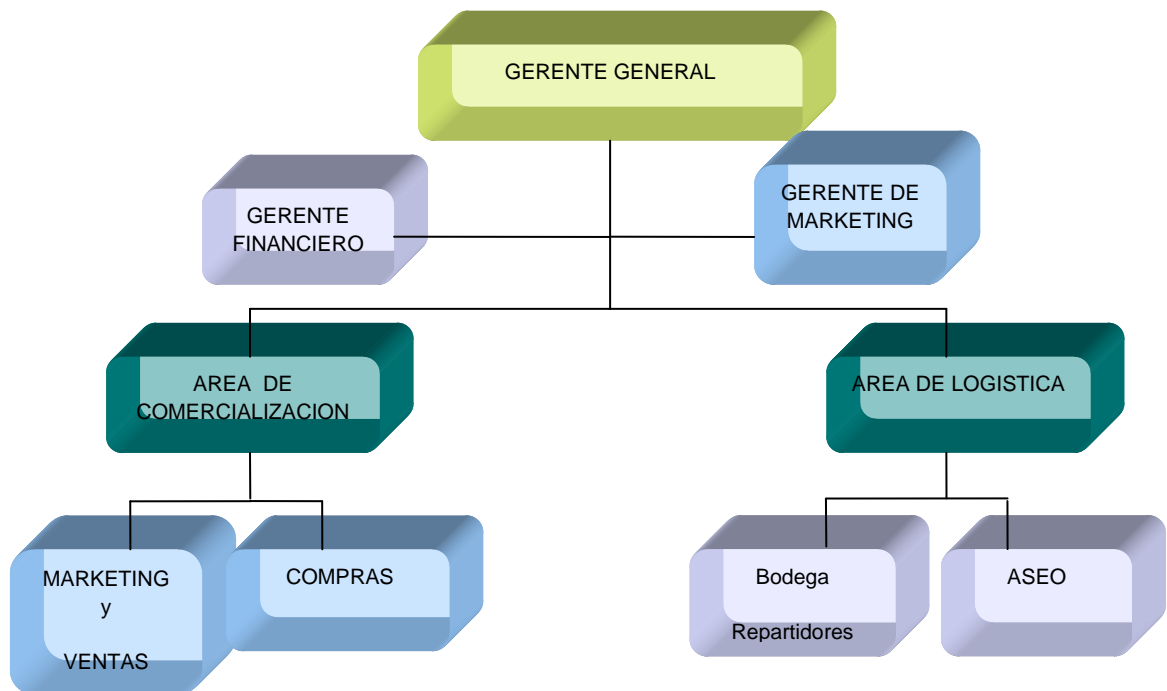 GERENTE GENERAL
GERENTE
FINANCIERO
GERENTE DE
MARKETING
AREA DE
COMERCIALIZACION
AREA DE LOGISTICA
MARKETING
y
VENTAS
COMPRAS
Bodega
Repartidores
ASEO